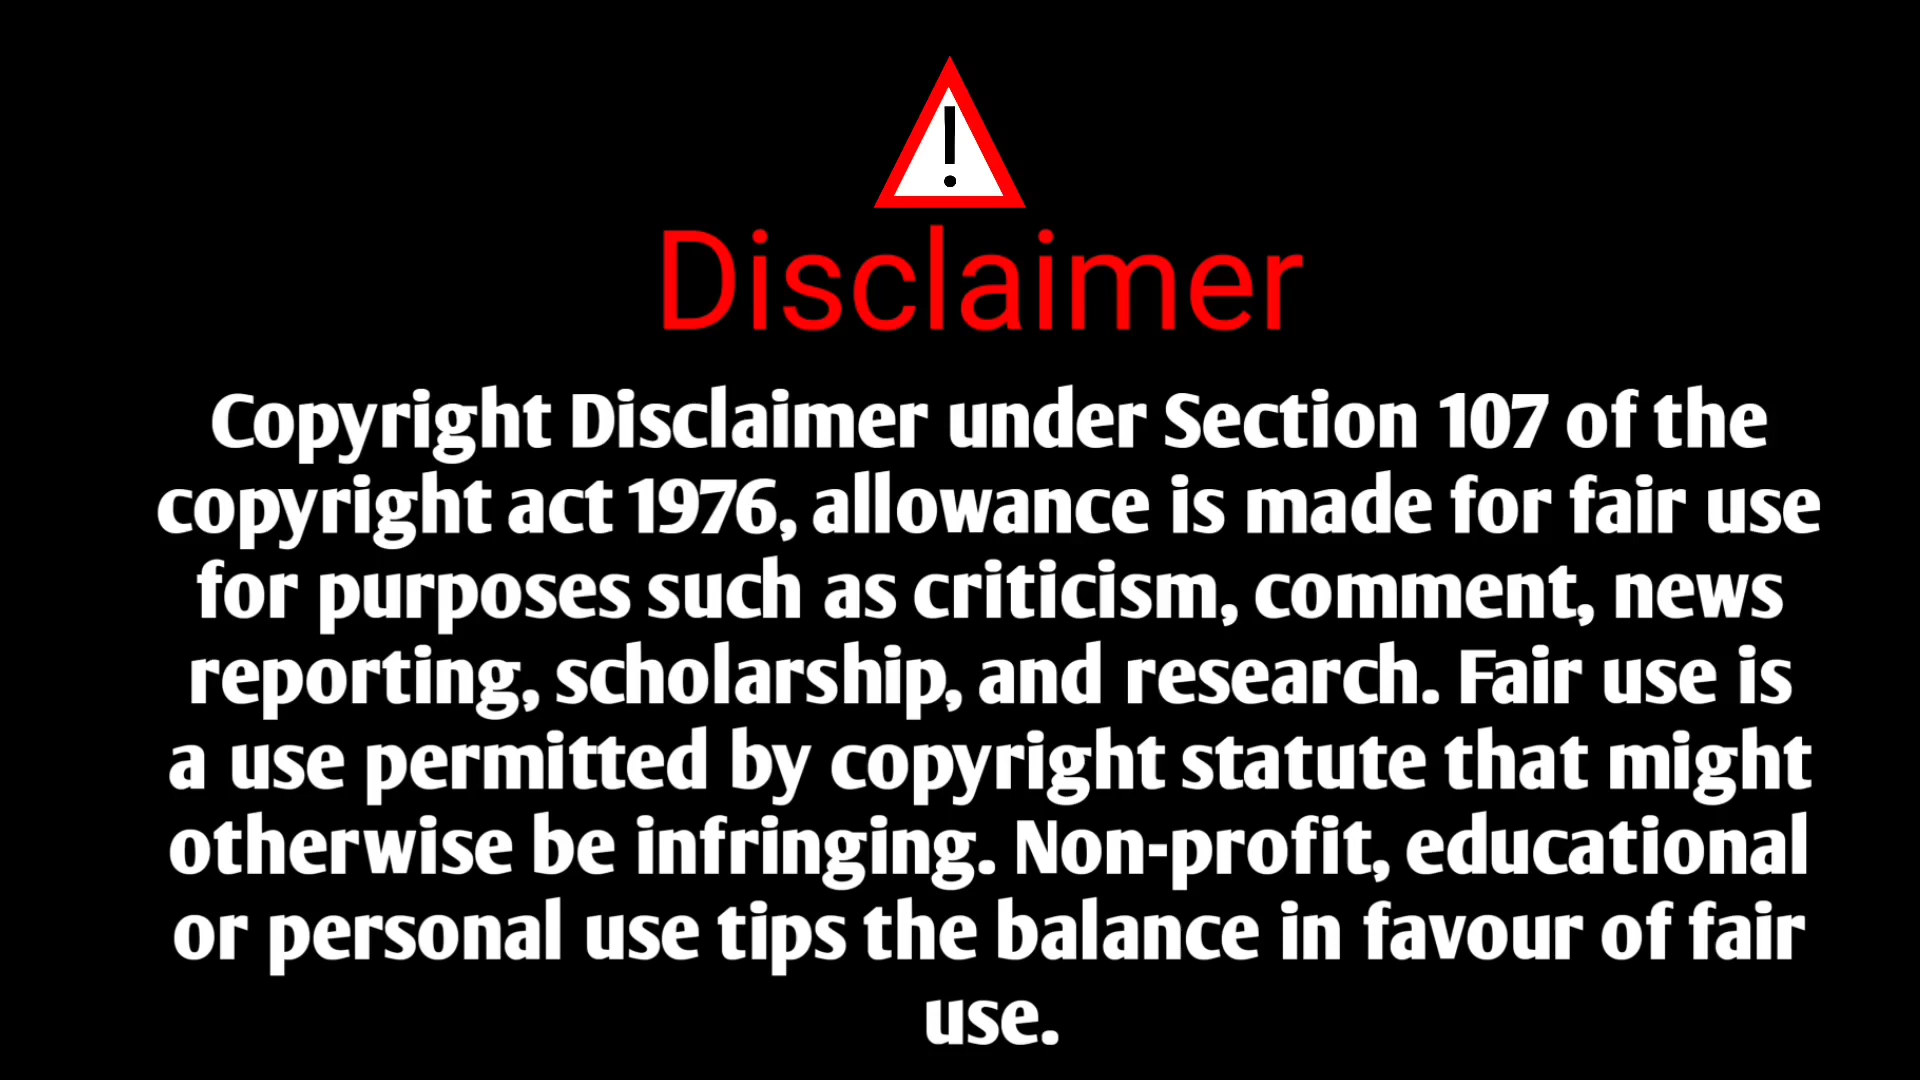 !
Disclaimer
Copyright Disclaimer under Section 107 of the
copyright act 1976, allowance is made for fair use
for purposes such as criticism, comment, news
reporting, scholarship, and research. Fair use is
a use permitted by copyright statute that might
otherwise be infringing. Non-profit, educational
or personal use tips the balance in favour of fair
use.